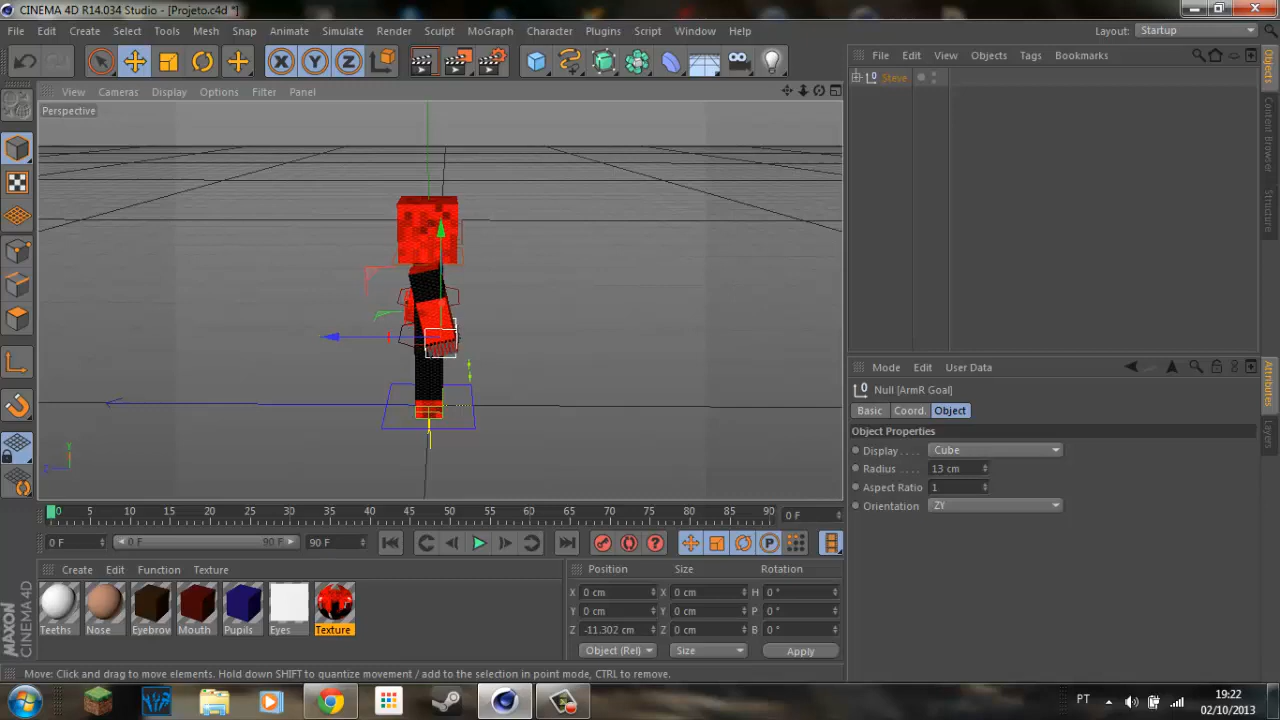 CINEMA 4D R14.034 Studio - [Projeto.c4d *]
File Edit Create Select Tools Mesh Snap Animate Simulate Render Sculpt MoGraph Character Plugins Script Window Help Layout: Startup
File Edit View Objects Tags Bookmarks
Steve
View Cameras Display Options Filter Panel
Perspective
Objects
Content Browser
Structure
Mode Edit User Data
Null [ArmR Goal]
Basic Coord. Object
Object Properties
Display Cube
Radius 13 cm
Aspect Ratio 1
Orientation ZY
Attributes
Layers
0 5 10 15 20 25 30 35 40 45 50 55 60 65 70 75 80 85 90 0 F
0 F 0 F 90 F 90 F
Create Edit Function Texture
Teeths Nose Eyebrow Mouth Pupils Eyes Texture
Position Size Rotation
X 0 cm X 0 cm H 0 °
Y 0 cm Y 0 cm P 0 °
Z -11.302 cm Z 0 cm B 0 °
Object (Rel) Size Apply
MAXON CINEMA 4D
Move: Click and drag to move elements. Hold down SHIFT to quantize movement / add to the selection in point mode, CTRL to remove.
PT 19:22
02/10/2013